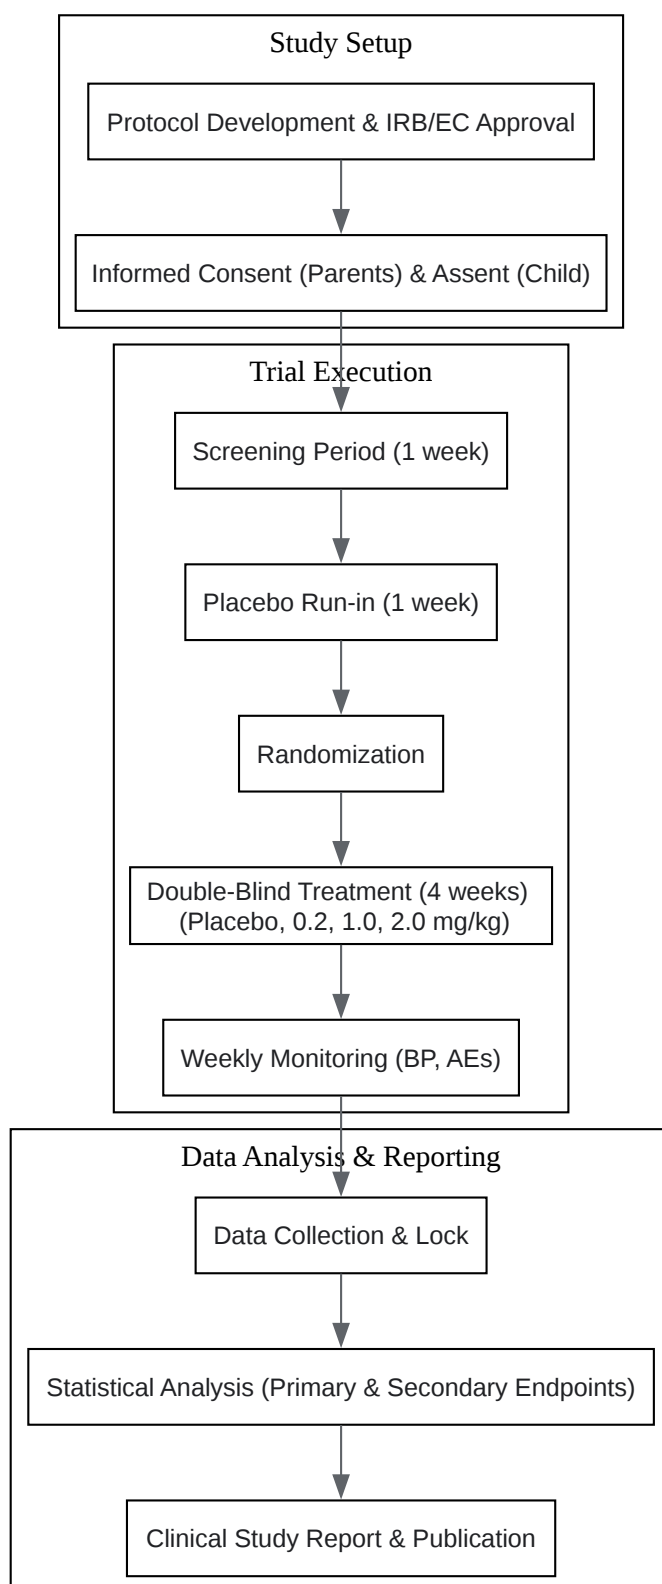 Study Setup
Protocol Development & IRB/EC Approval
Informed Consent (Parents) & Assent (Child)
Trial Execution
Screening Period (1 week)
Placebo Run-in (1 week)
Randomization
Double-Blind Treatment (4 weeks)
(Placebo, 0.2, 1.0, 2.0 mg/kg)
Weekly Monitoring (BP, AEs)
Data Analysis & Reporting
Data Collection & Lock
Statistical Analysis (Primary & Secondary Endpoints)
Clinical Study Report & Publication